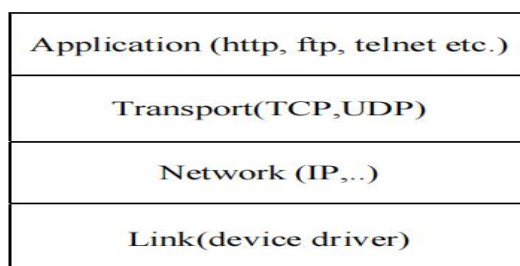 Application (http, ftp, telnet etc.)
Transport(TCP,UDP)
Network (IP,..)
Link(device driver)